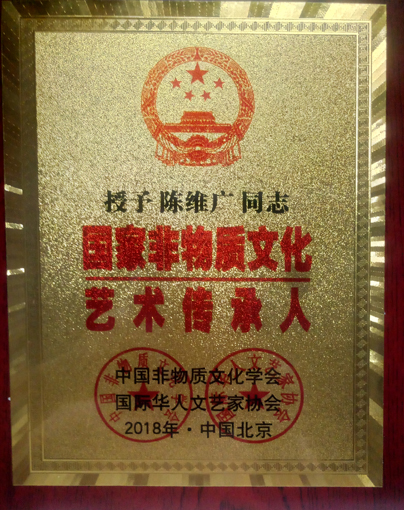 授予 陈维广 同志
国家非物质文化
艺术传承人
中国非物质文化学会
国际华人文艺家协会
2018年·中国北京